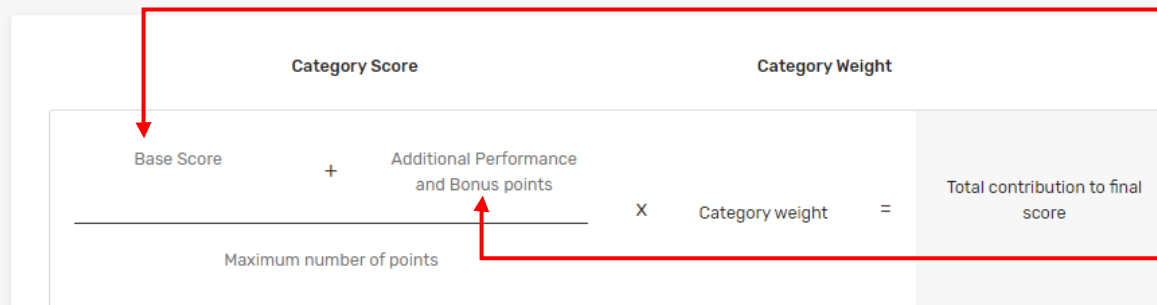 Category Score
Category Weight
Base Score
+
Additional Performance
and Bonus points
Maximum number of points
x
Category weight
=
Total contribution to final
score